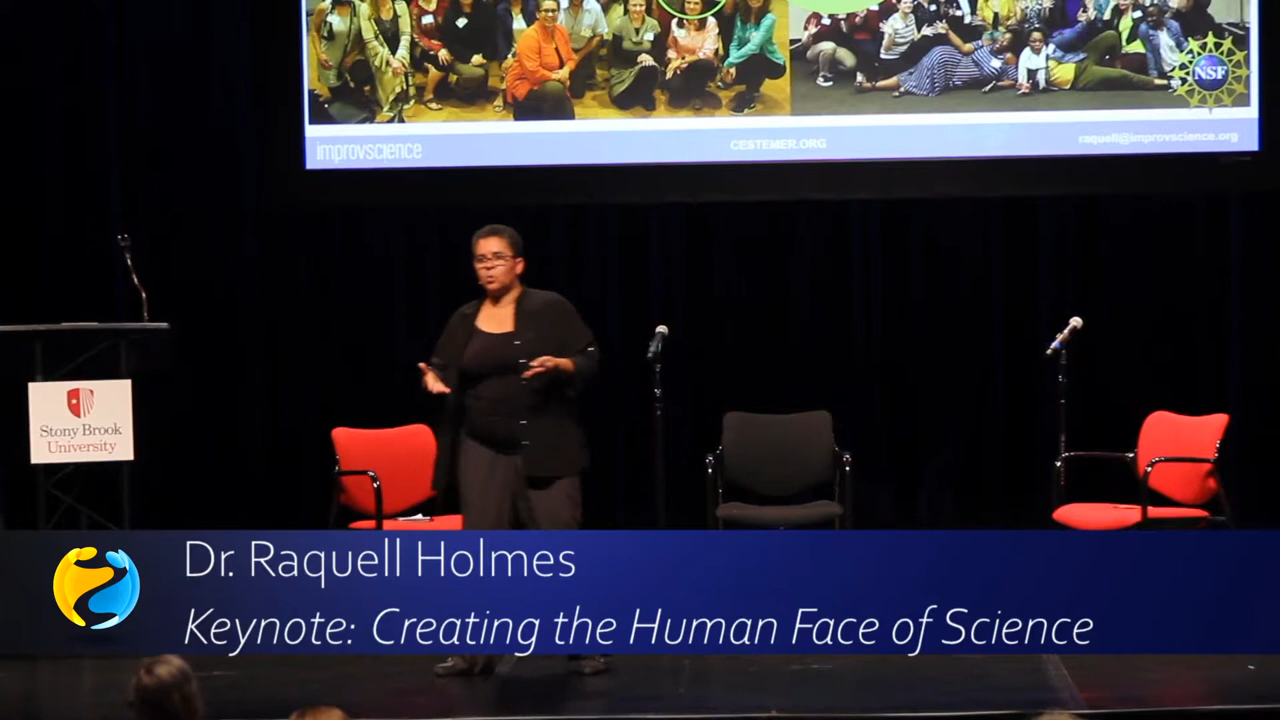 NSF
improvscience
CESTEMER.ORG
raquell@improvscience.org
Stony Brook
University
Dr. Raquell Holmes
Keynote: Creating the Human Face of Science